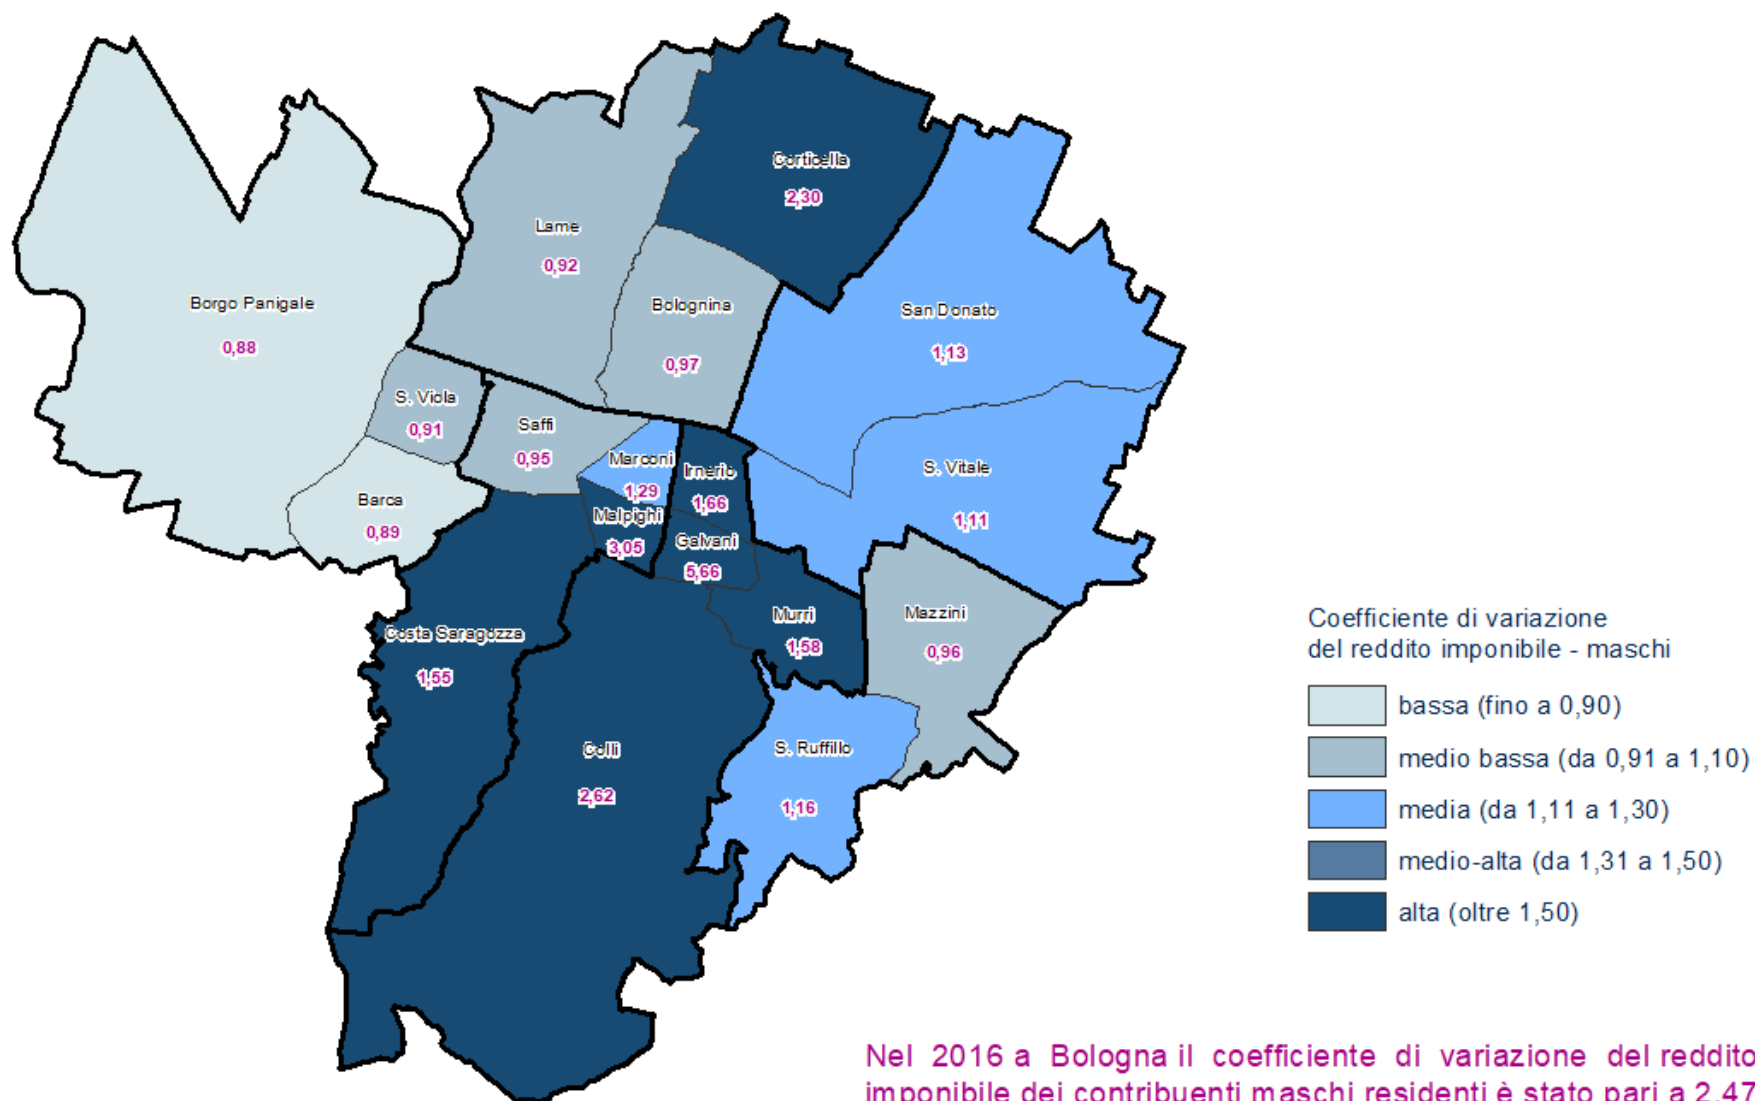 Corticella
2,30
Lame
0,92
Borgo Panigale
0,88
Bolognina
0,97
San Donato
1,13
S. Viola
0,91
Saffi
0,95
Marconi
1,29
Irnerio
1,66
S. Vitale
1,11
Barca
0,89
Malpighi
3,05
Galvani
5,66
Costa Saragozza
1,55
Murri
1,58
Mazzini
0,96
Colli
2,62
S. Ruffillo
1,16
Coefficiente di variazione
del reddito imponibile - maschi
bassa (fino a 0,90)
medio bassa (da 0,91 a 1,10)
media (da 1,11 a 1,30)
medio-alta (da 1,31 a 1,50)
alta (oltre 1,50)
Nel 2016 a Bologna il coefficiente di variazione del reddito
imponibile dei contribuenti maschi residenti è stato pari a 2,47